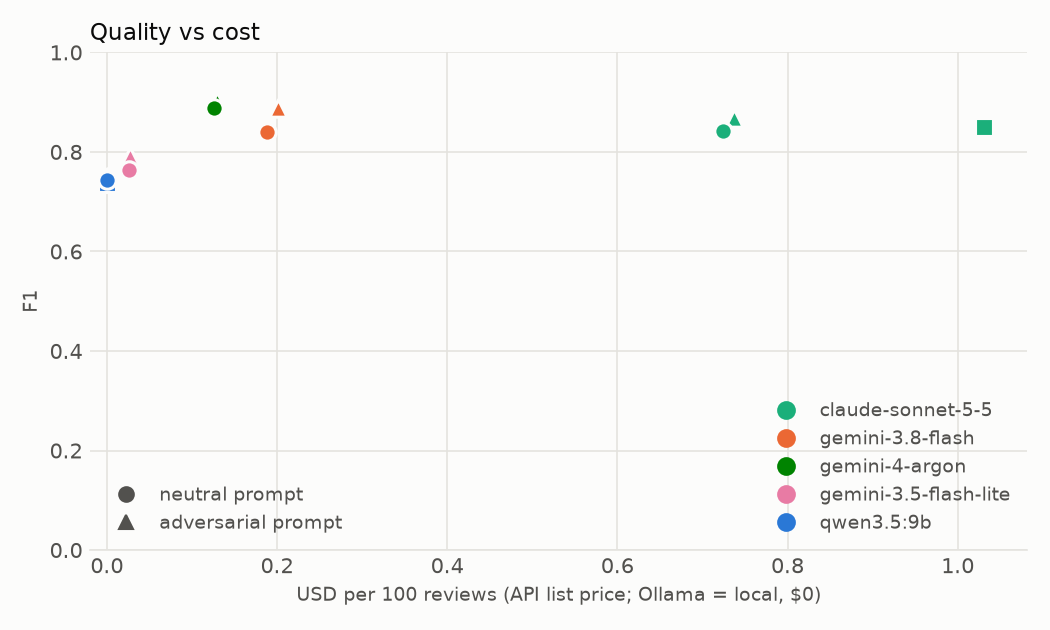 Quality vs cost
1.0
0.8
0.6
0.4
0.2
0.0
F1
neutral prompt
adversarial prompt
claude-sonnet-5-5
gemini-3.8-flash
gemini-4-argon
gemini-3.5-flash-lite
qwen3.5:9b
0.0 0.2 0.4 0.6 0.8 1.0
USD per 100 reviews (API list price; Ollama = local, $0)